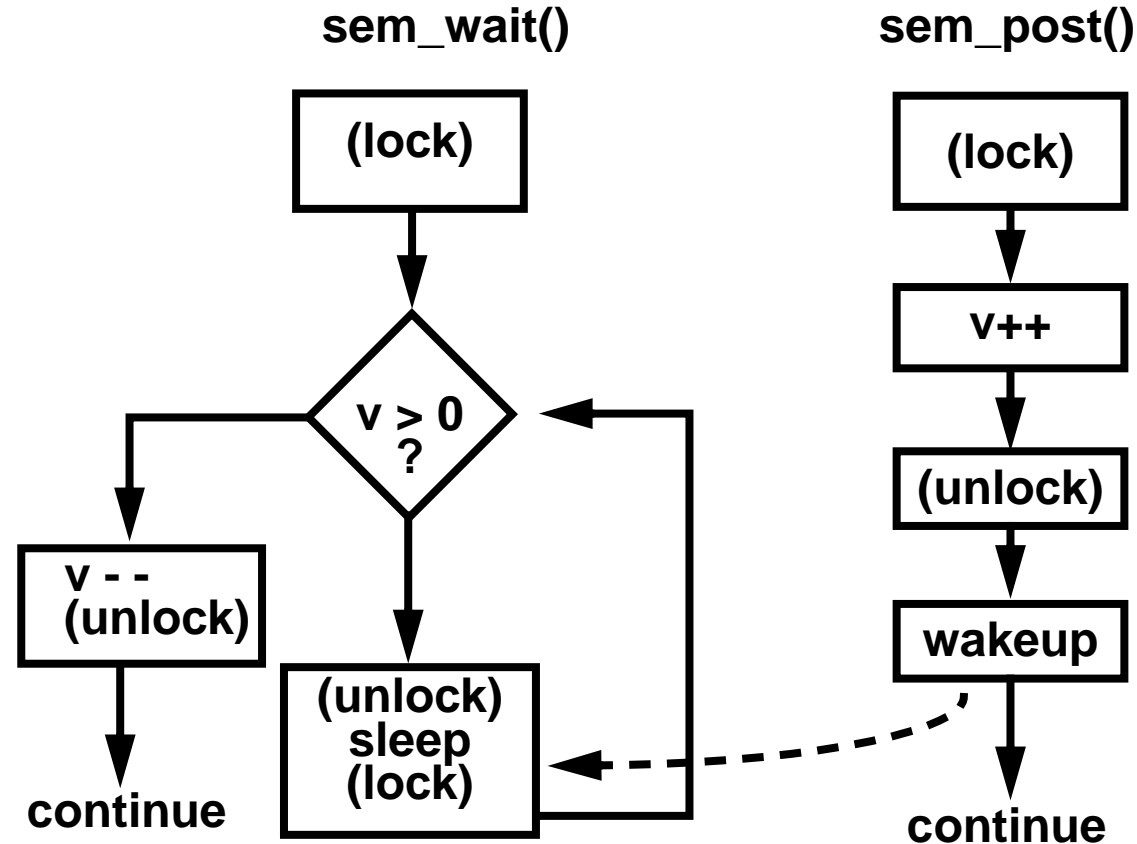 sem_wait()
(lock)
v > 0
?
v - -
(unlock)
continue
(unlock)
sleep
(lock)
sem_post()
(lock)
v++
(unlock)
wakeup
continue